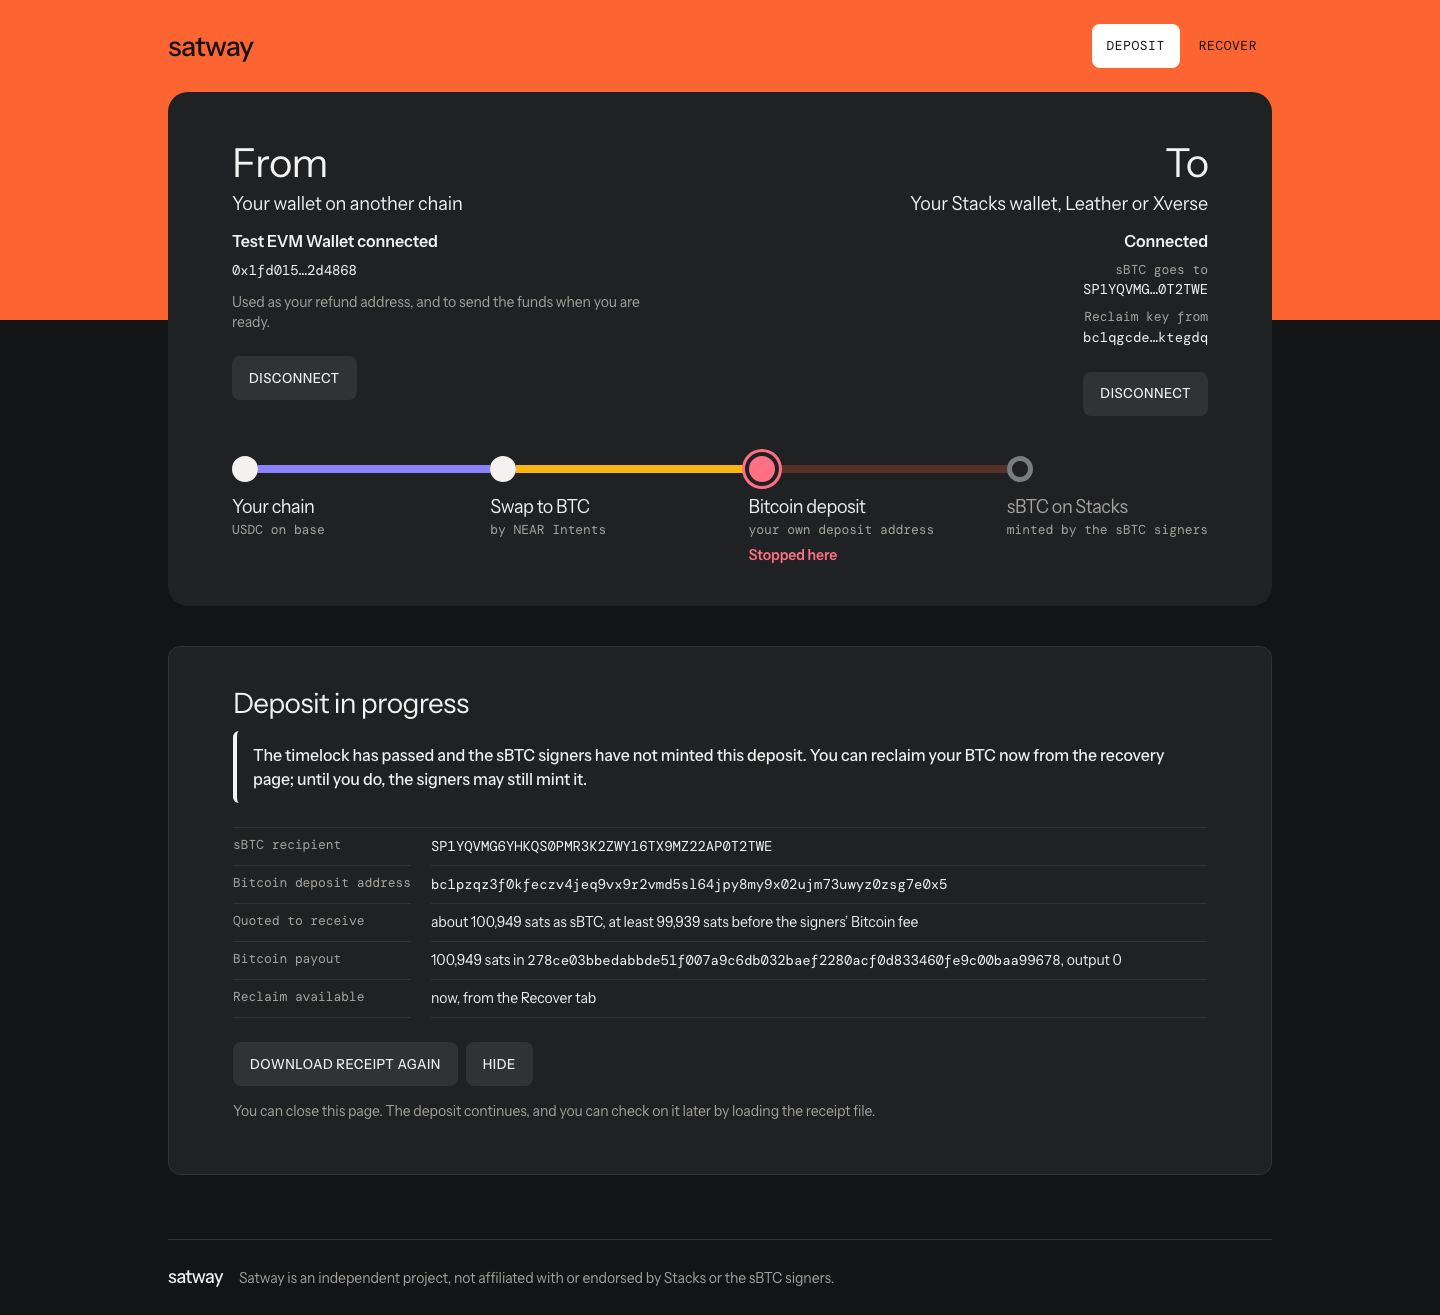 satway
DEPOSIT
RECOVER
From
Your wallet on another chain
Test EVM Wallet connected
0x1fd015…2d4868
Used as your refund address, and to send the funds when you are
ready.
DISCONNECT
To
Your Stacks wallet, Leather or Xverse
Connected
sBTC goes to
SP1YQVMG…0T2TWE
Reclaim key from
bc1qgcde…ktegdq
DISCONNECT
Your chain
USDC on base
Swap to BTC
by NEAR Intents
Bitcoin deposit
your own deposit address
Stopped here
sBTC on Stacks
minted by the sBTC signers
Deposit in progress
The timelock has passed and the sBTC signers have not minted this deposit. You can reclaim your BTC now from the recovery
page; until you do, the signers may still mint it.
sBTC recipient
SP1YQVMG6YHKQS0PMR3K2ZWY16TX9MZ22AP0T2TWE
Bitcoin deposit address
bc1pzqz3f0kfeczv4jeq9vx9r2vmd5sl64jpy8my9x02ujm73uwyz0zsg7e0x5
Quoted to receive
about 100,949 sats as sBTC, at least 99,939 sats before the signers’ Bitcoin fee
Bitcoin payout
100,949 sats in 278ce03bbedabbde51f007a9c6db032baef2280acf0d833460fe9c00baa99678, output 0
Reclaim available
now, from the Recover tab
DOWNLOAD RECEIPT AGAIN
HIDE
You can close this page. The deposit continues, and you can check on it later by loading the receipt file.
satway
Satway is an independent project, not affiliated with or endorsed by Stacks or the sBTC signers.